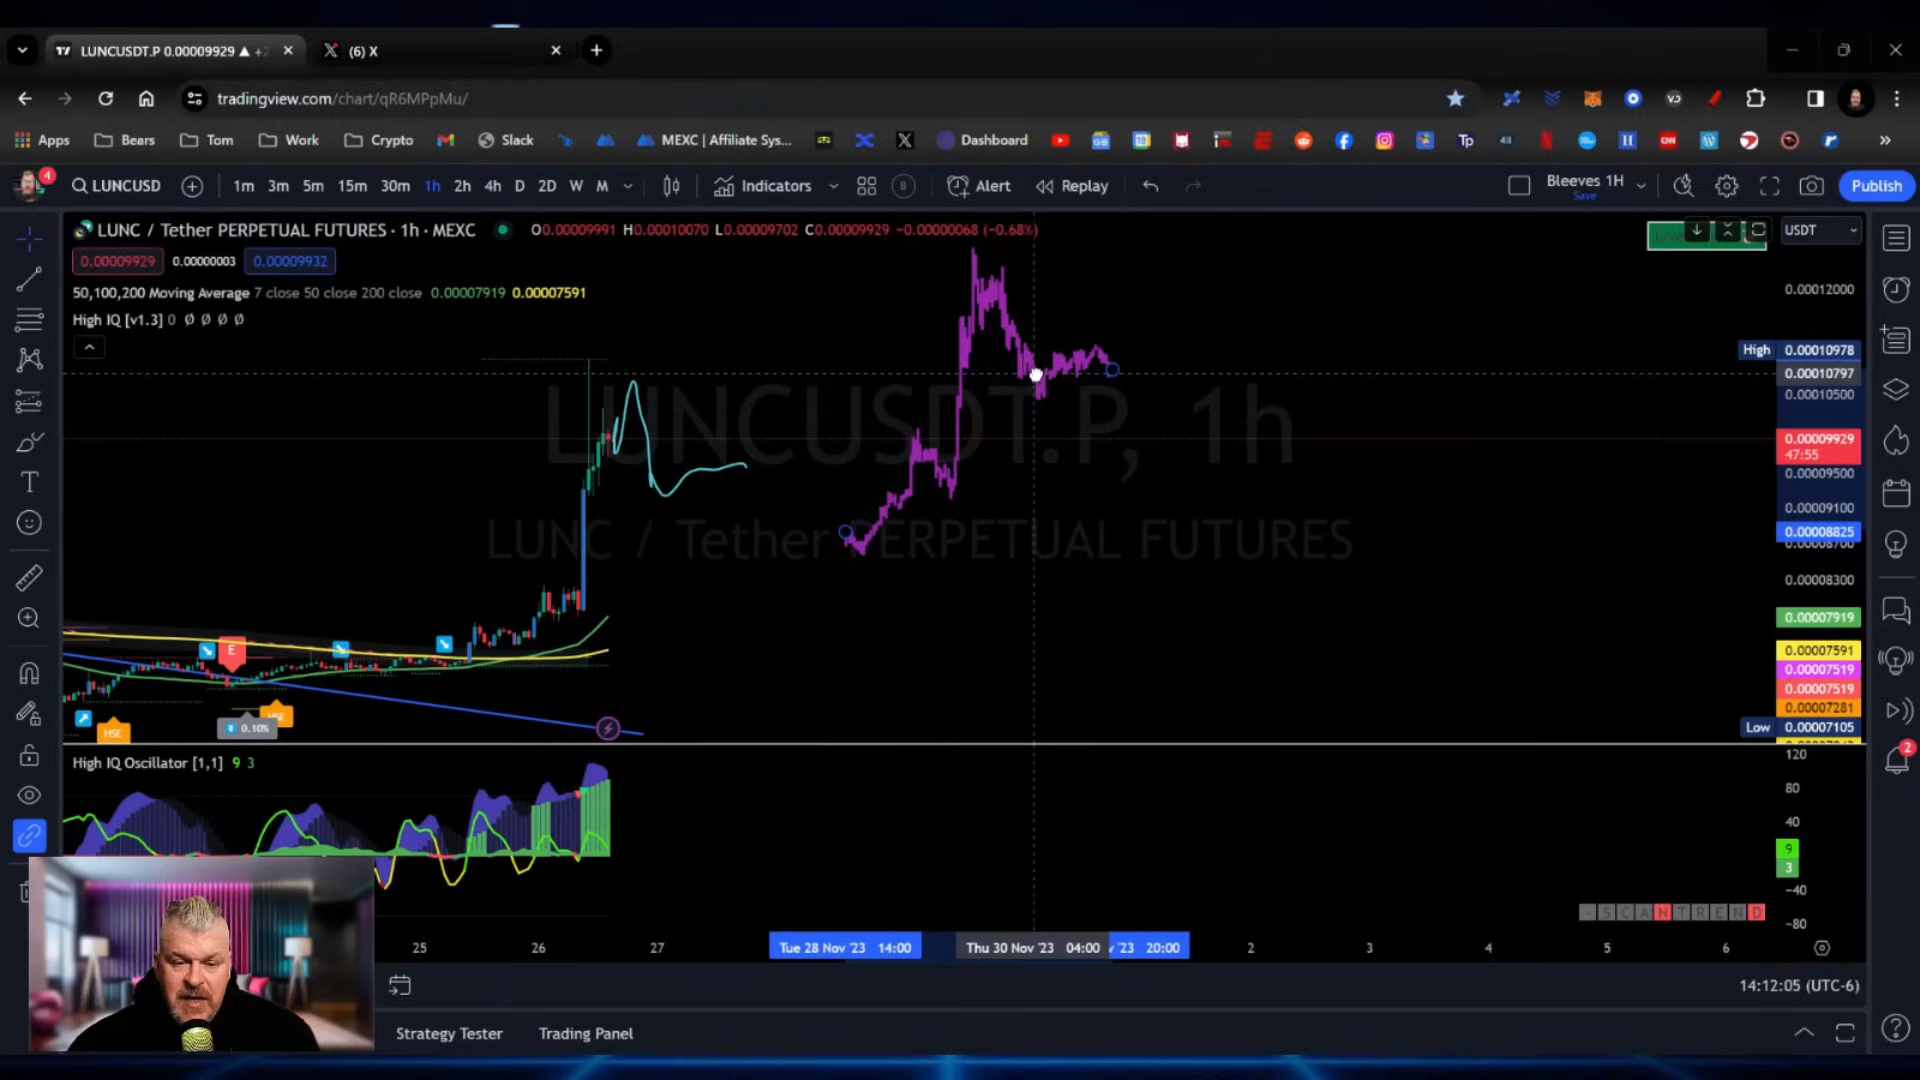 LUNCUSDT.P 0.00009929 ▲ +2
(6) X
tradingview.com/chart/qR6MPpMu/
Apps Bears Tom Work Crypto Slack MEXC | Affiliate Sys... Dashboard
4 LUNCUSD 1m 3m 5m 15m 30m 1h 2h 4h D 2D W M Indicators Alert Replay Bleeves 1H Save Publish
LUNC / Tether PERPETUAL FUTURES · 1h · MEXC O0.00009991 H0.00010070 L0.00009702 C0.00009929 −0.00000068 (−0.68%) USDT
0.00009929 0.00000003 0.00009932
50,100,200 Moving Average 7 close 50 close 200 close 0.00007919 0.00007591
High IQ [v1.3] 0 Ø Ø Ø Ø
0.00012000
High 0.00010978
0.00010797
0.00010500
0.00009929
47:55
0.00009500
0.00009100
0.00008825
0.00008300
0.00007919
0.00007591
0.00007519
0.00007519
0.00007281
Low 0.00007105
LUNCUSDT.P, 1h
LUNC / Tether PERPETUAL FUTURES
E
0.10%
HSE
High IQ Oscillator [1,1] 9 3
120
80
40
9
3
−40
−80
- S C A N T R E N D
25 26 27 Tue 28 Nov '23 14:00 Thu 30 Nov '23 04:00 '23 20:00 2 3 4 5 6
14:12:05 (UTC-6)
Strategy Tester Trading Panel
2